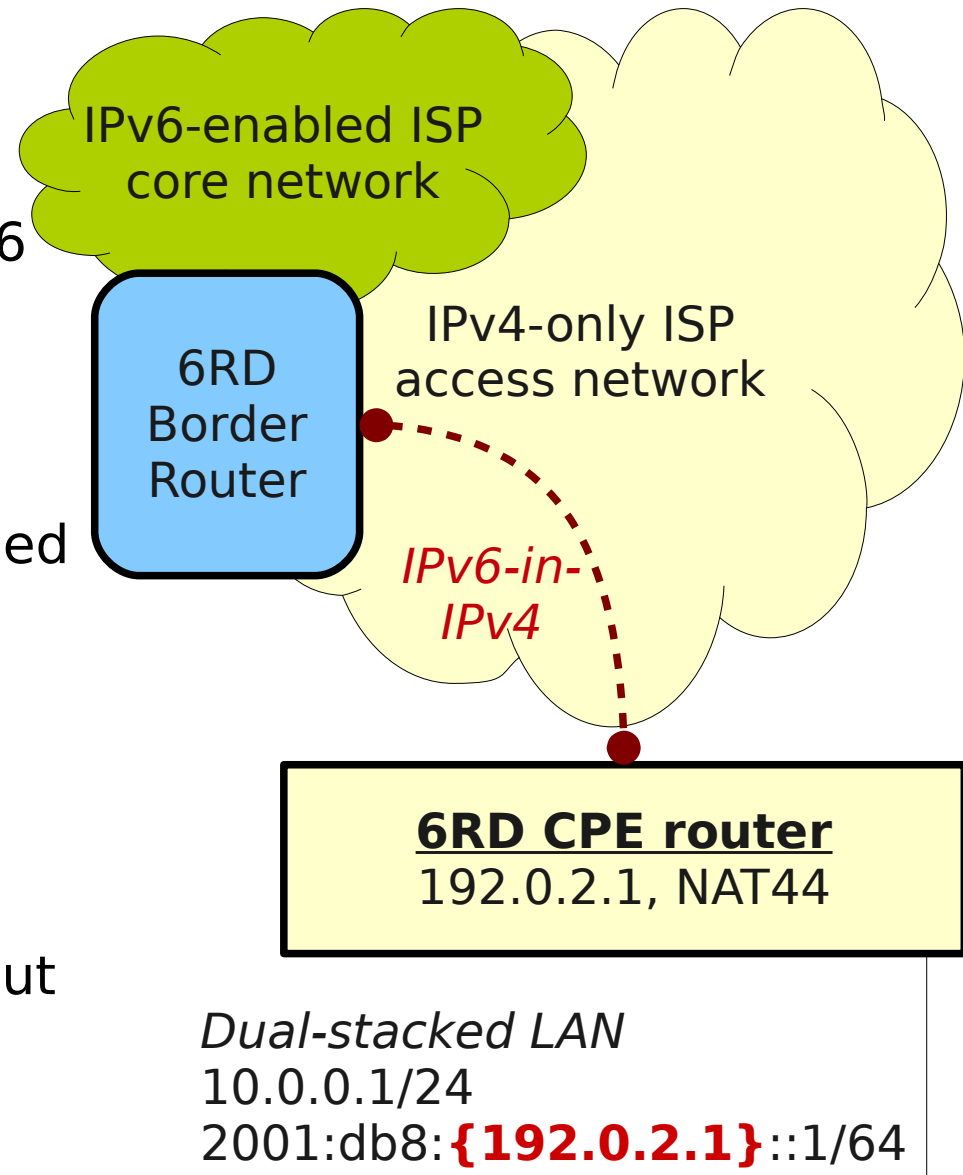 IPv6-enabled ISP
core network
6
IPv4-only ISP
access network
6RD
Border
Router
ed
IPv6-in-
IPv4
6RD CPE router
192.0.2.1, NAT44
ut
Dual-stacked LAN
10.0.0.1/24
2001:db8:{192.0.2.1}::1/64